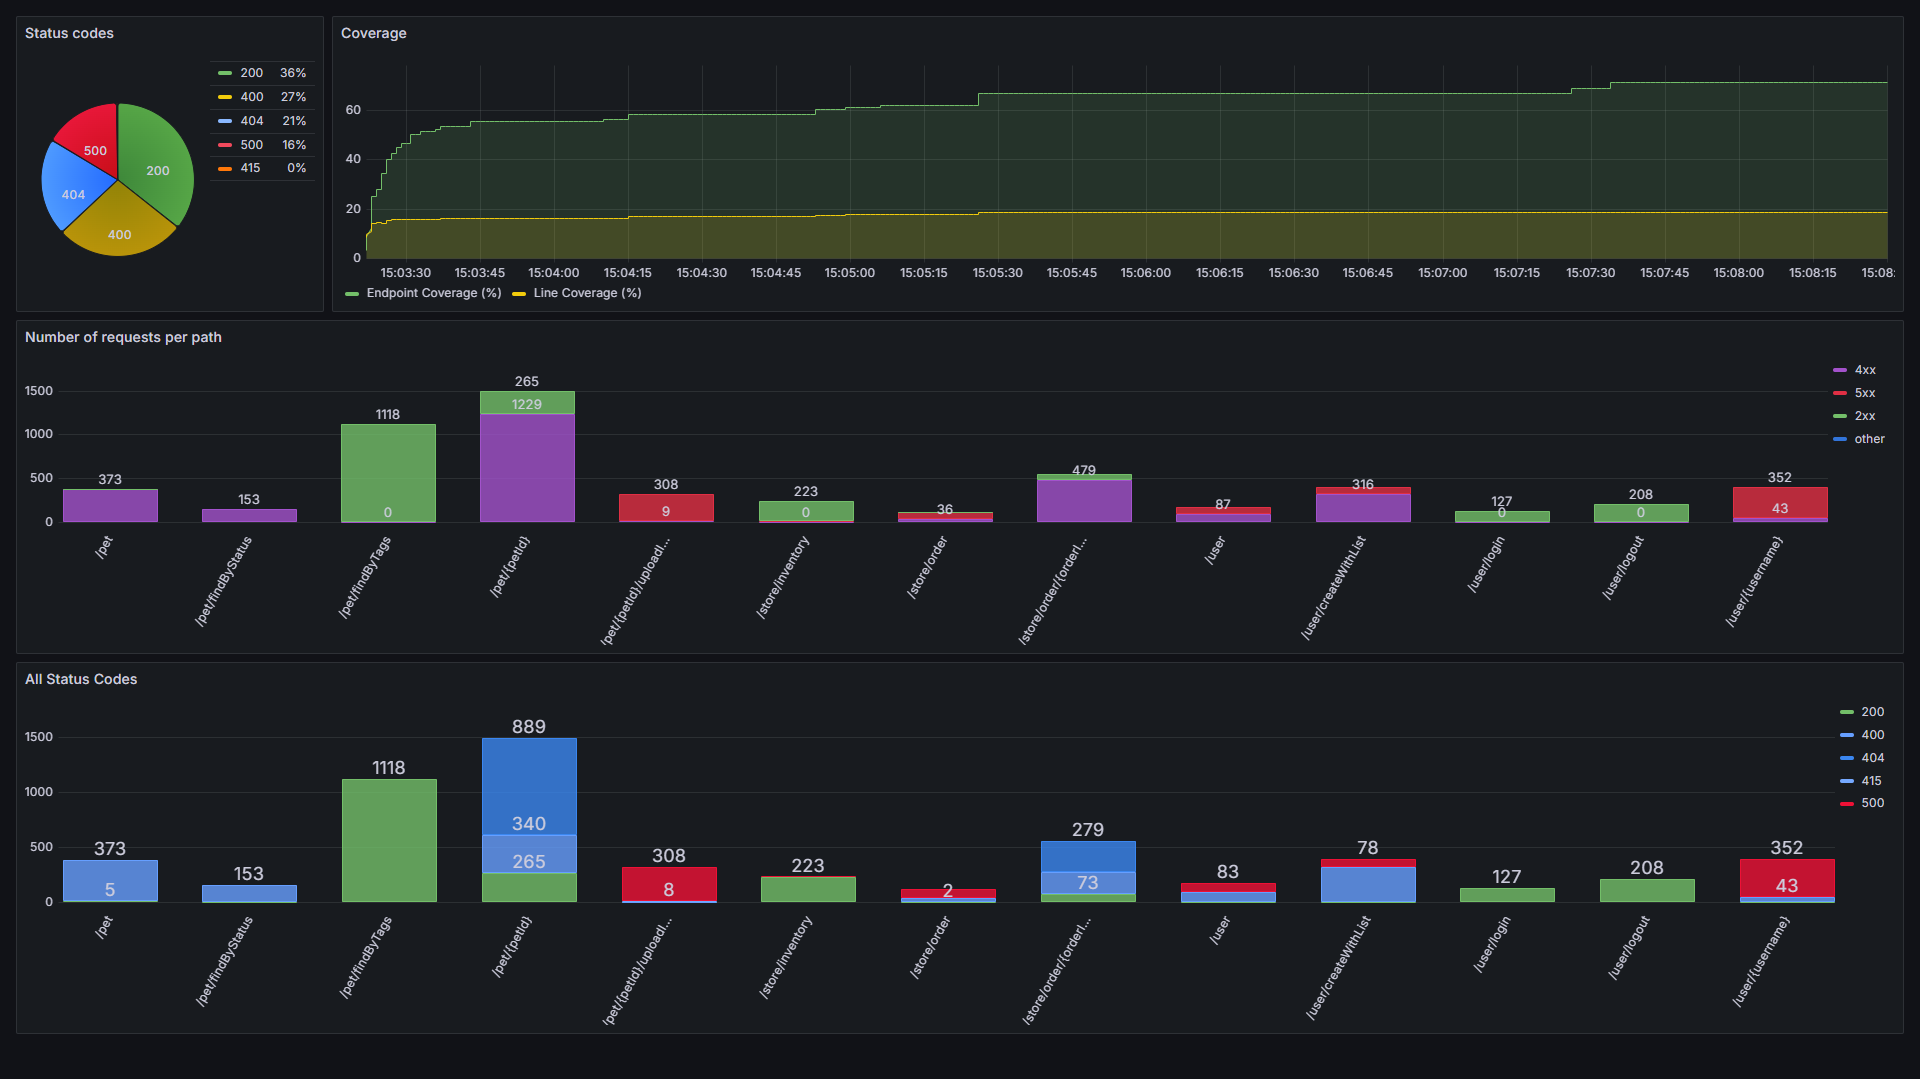 Status codes
200 36%
400 27%
404 21%
500 16%
415 0%
500
200
404
400
Coverage
60
40
20
0
15:03:30 15:03:45 15:04:00 15:04:15 15:04:30 15:04:45 15:05:00 15:05:15 15:05:30 15:05:45 15:06:00 15:06:15 15:06:30 15:06:45 15:07:00 15:07:15 15:07:30 15:07:45 15:08:00 15:08:15 15:08:
Endpoint Coverage (%) Line Coverage (%)
Number of requests per path
4xx
5xx
2xx
other
1500
1000
500
0
373
153
1118
0
265
1229
308
9
223
0
36
479
87
316
127
0
208
0
352
43
/pet
/pet/findByStatus
/pet/findByTags
/pet/{petId}
/pet/{petId}/uploadI...
/store/inventory
/store/order
/store/order/{orderI...
/user
/user/createWithList
/user/login
/user/logout
/user/{username}
All Status Codes
200
400
404
415
500
1500
1000
500
0
373
5
153
1118
889
340
265
308
8
223
2
279
73
83
78
127
208
352
43
/pet
/pet/findByStatus
/pet/findByTags
/pet/{petId}
/pet/{petId}/uploadI...
/store/inventory
/store/order
/store/order/{orderI...
/user
/user/createWithList
/user/login
/user/logout
/user/{username}